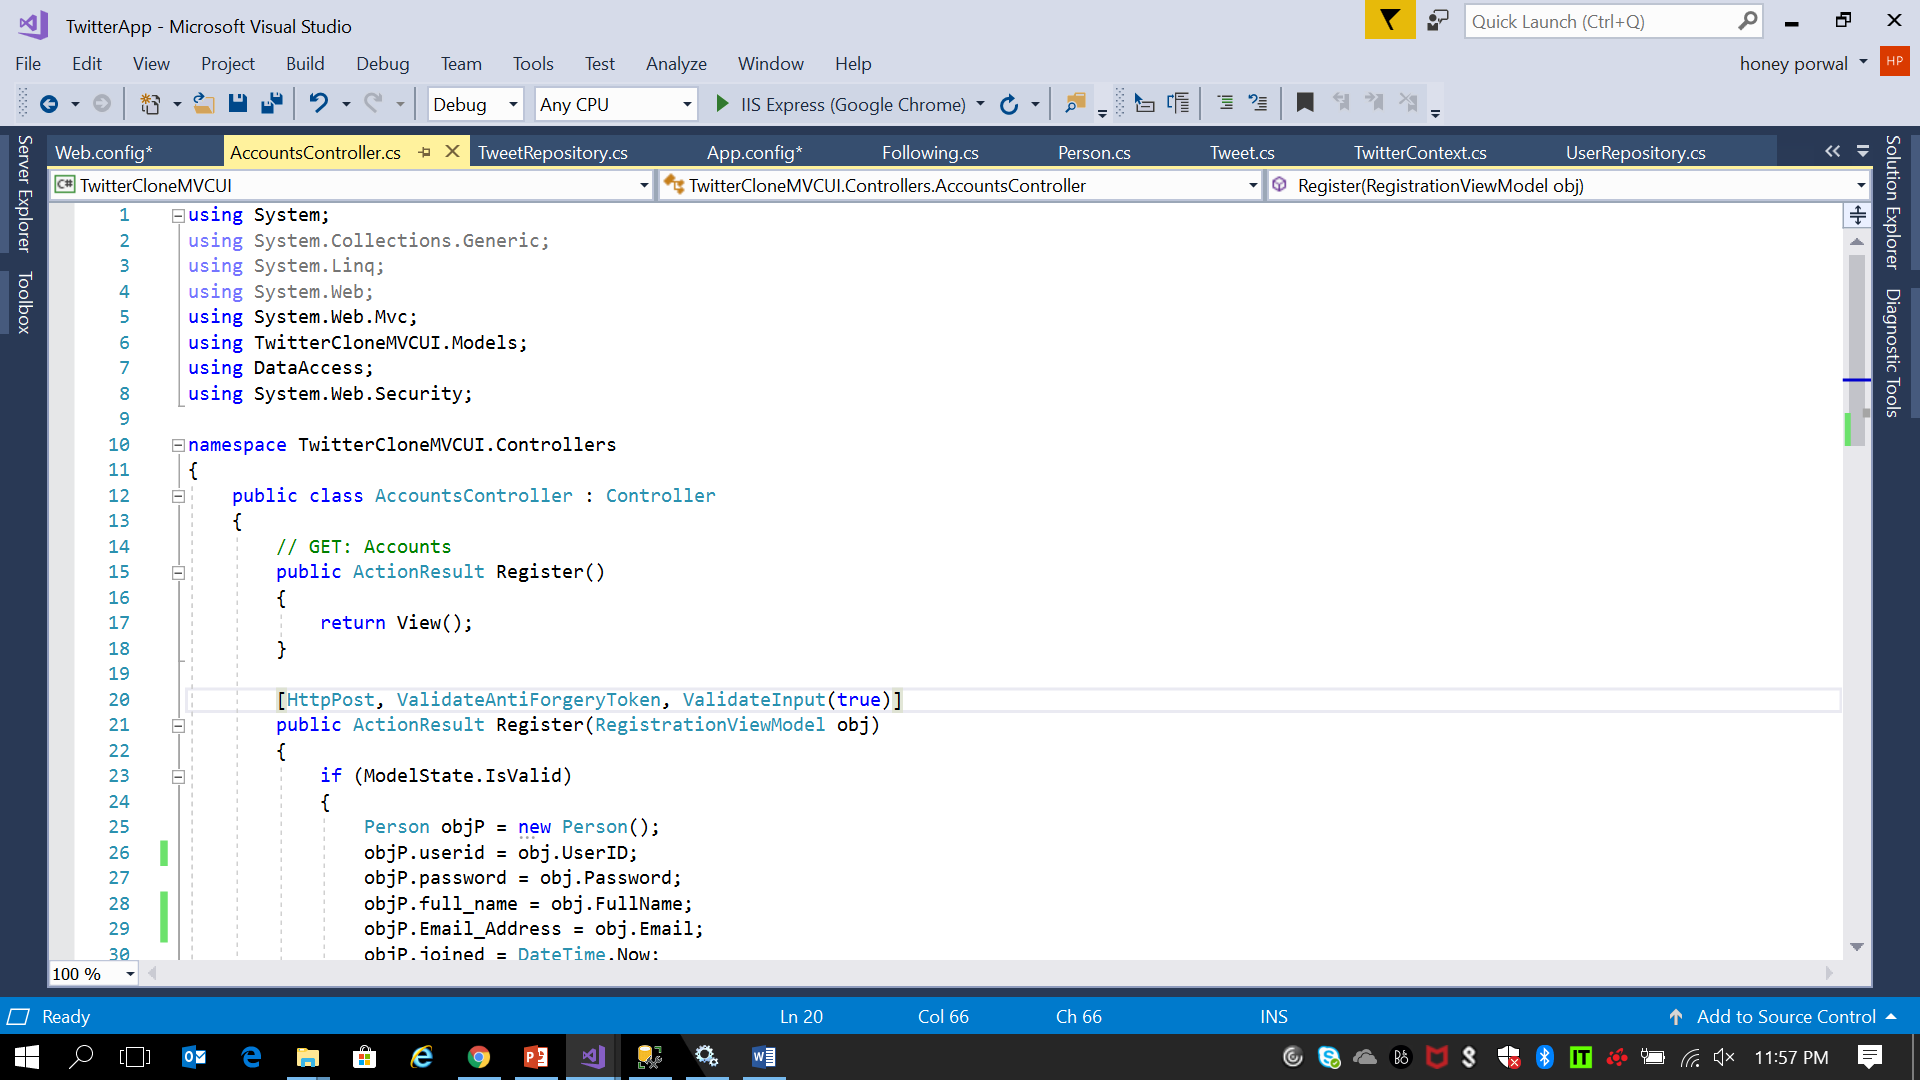 TwitterApp - Microsoft Visual Studio
Quick Launch (Ctrl+Q)
File Edit View Project Build Debug Team Tools Test Analyze Window Help
honey porwal HP
Debug Any CPU IIS Express (Google Chrome)
Server Explorer
Toolbox
Web.config* AccountsController.cs TweetRepository.cs App.config* Following.cs Person.cs Tweet.cs TwitterContext.cs UserRepository.cs
Solution Explorer
Diagnostic Tools
C# TwitterCloneMVCUI TwitterCloneMVCUI.Controllers.AccountsController Register(RegistrationViewModel obj)
1 using System;
2 using System.Collections.Generic;
3 using System.Linq;
4 using System.Web;
5 using System.Web.Mvc;
6 using TwitterCloneMVCUI.Models;
7 using DataAccess;
8 using System.Web.Security;
9
10 namespace TwitterCloneMVCUI.Controllers
11 {
12 public class AccountsController : Controller
13 {
14 // GET: Accounts
15 public ActionResult Register()
16 {
17 return View();
18 }
19
20 [HttpPost, ValidateAntiForgeryToken, ValidateInput(true)]
21 public ActionResult Register(RegistrationViewModel obj)
22 {
23 if (ModelState.IsValid)
24 {
25 Person objP = new Person();
26 objP.userid = obj.UserID;
27 objP.password = obj.Password;
28 objP.full_name = obj.FullName;
29 objP.Email_Address = obj.Email;
30 objP.joined = DateTime.Now;
100 %
Ready Ln 20 Col 66 Ch 66 INS Add to Source Control
11:57 PM